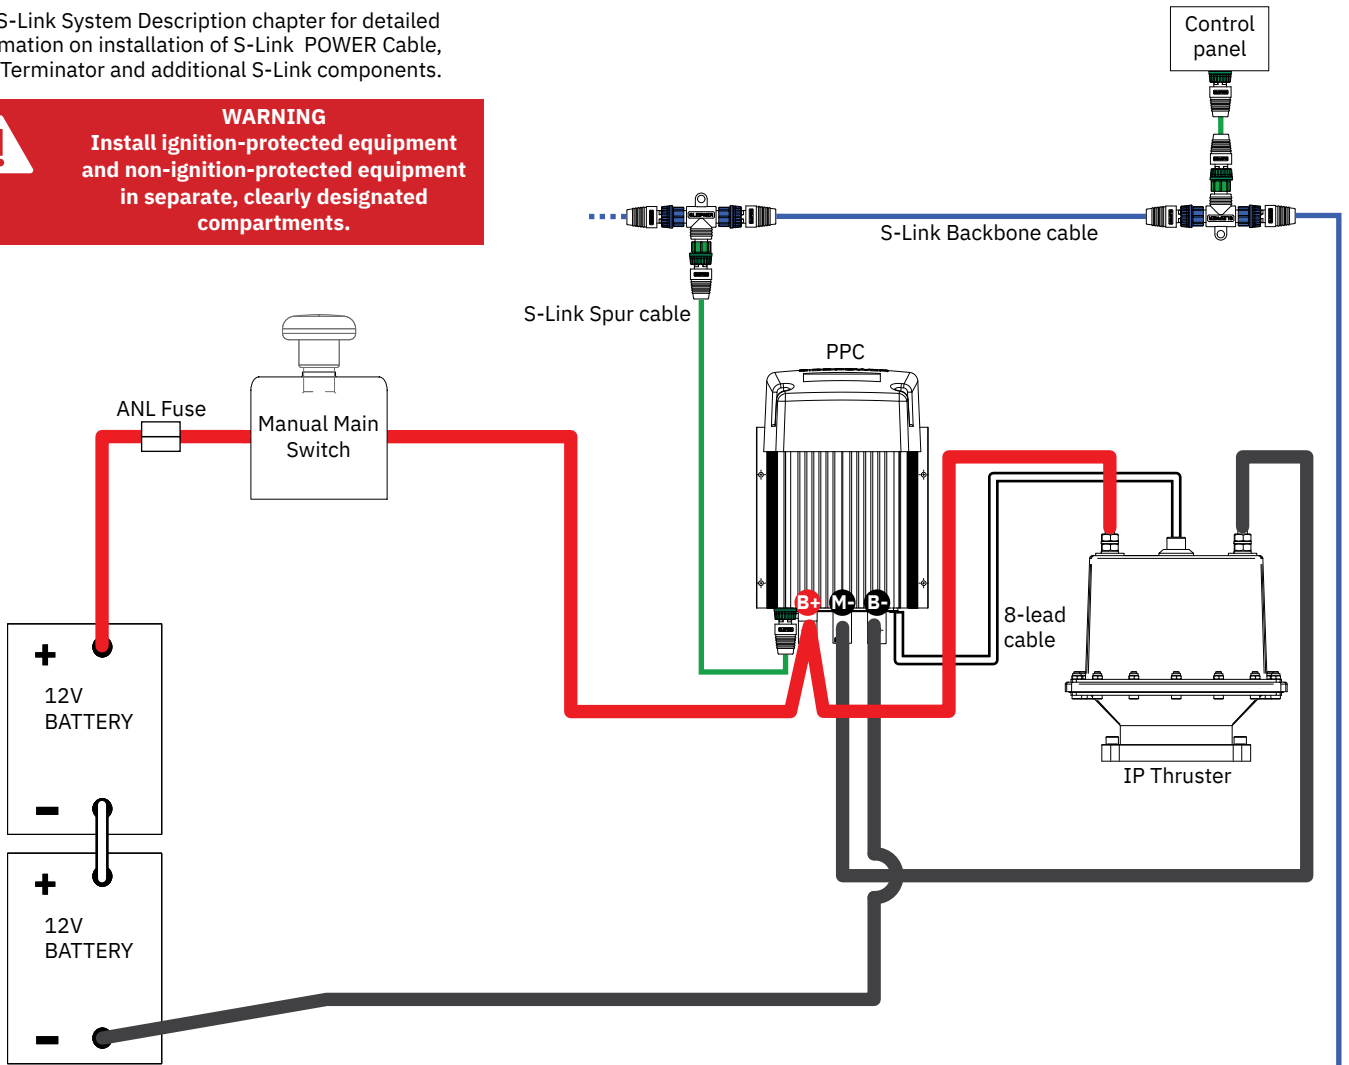 S-Link System Description chapter for detailed
mation on installation of S-Link POWER Cable,
Terminator and additional S-Link components.
WARNING
Install ignition-protected equipment
and non-ignition-protected equipment
in separate, clearly designated
compartments.
Control
panel
S-Link Backbone cable
S-Link Spur cable
PPC
ANL Fuse
Manual Main
Switch
B+ M- B-
8-lead
cable
IP Thruster
+
12V
BATTERY
-
+
12V
BATTERY
-